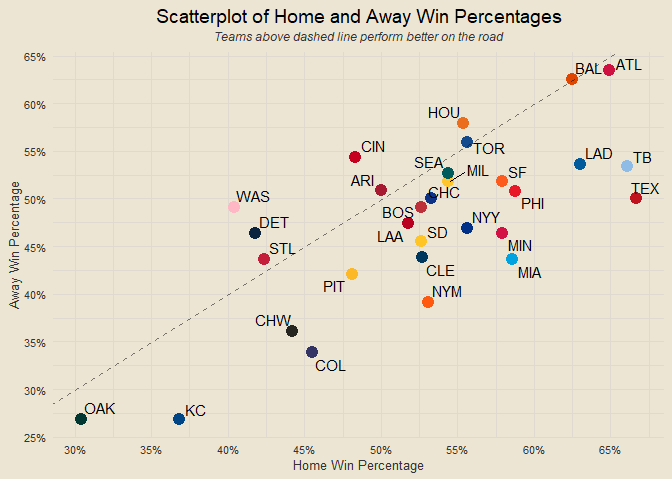 Scatterplot of Home and Away Win Percentages
Teams above dashed line perform better on the road
Away Win Percentage
65%
60%
55%
50%
45%
40%
35%
30%
25%
ATL
BAL
HOU
TOR
CIN
SEA
MIL
SF
LAD
TB
ARI
CHC
PHI
TEX
WAS
BOS
DET
LAA
SD
NYY
MIN
STL
CLE
MIA
PIT
NYM
CHW
COL
OAK
KC
30%
35%
40%
45%
50%
55%
60%
65%
Home Win Percentage